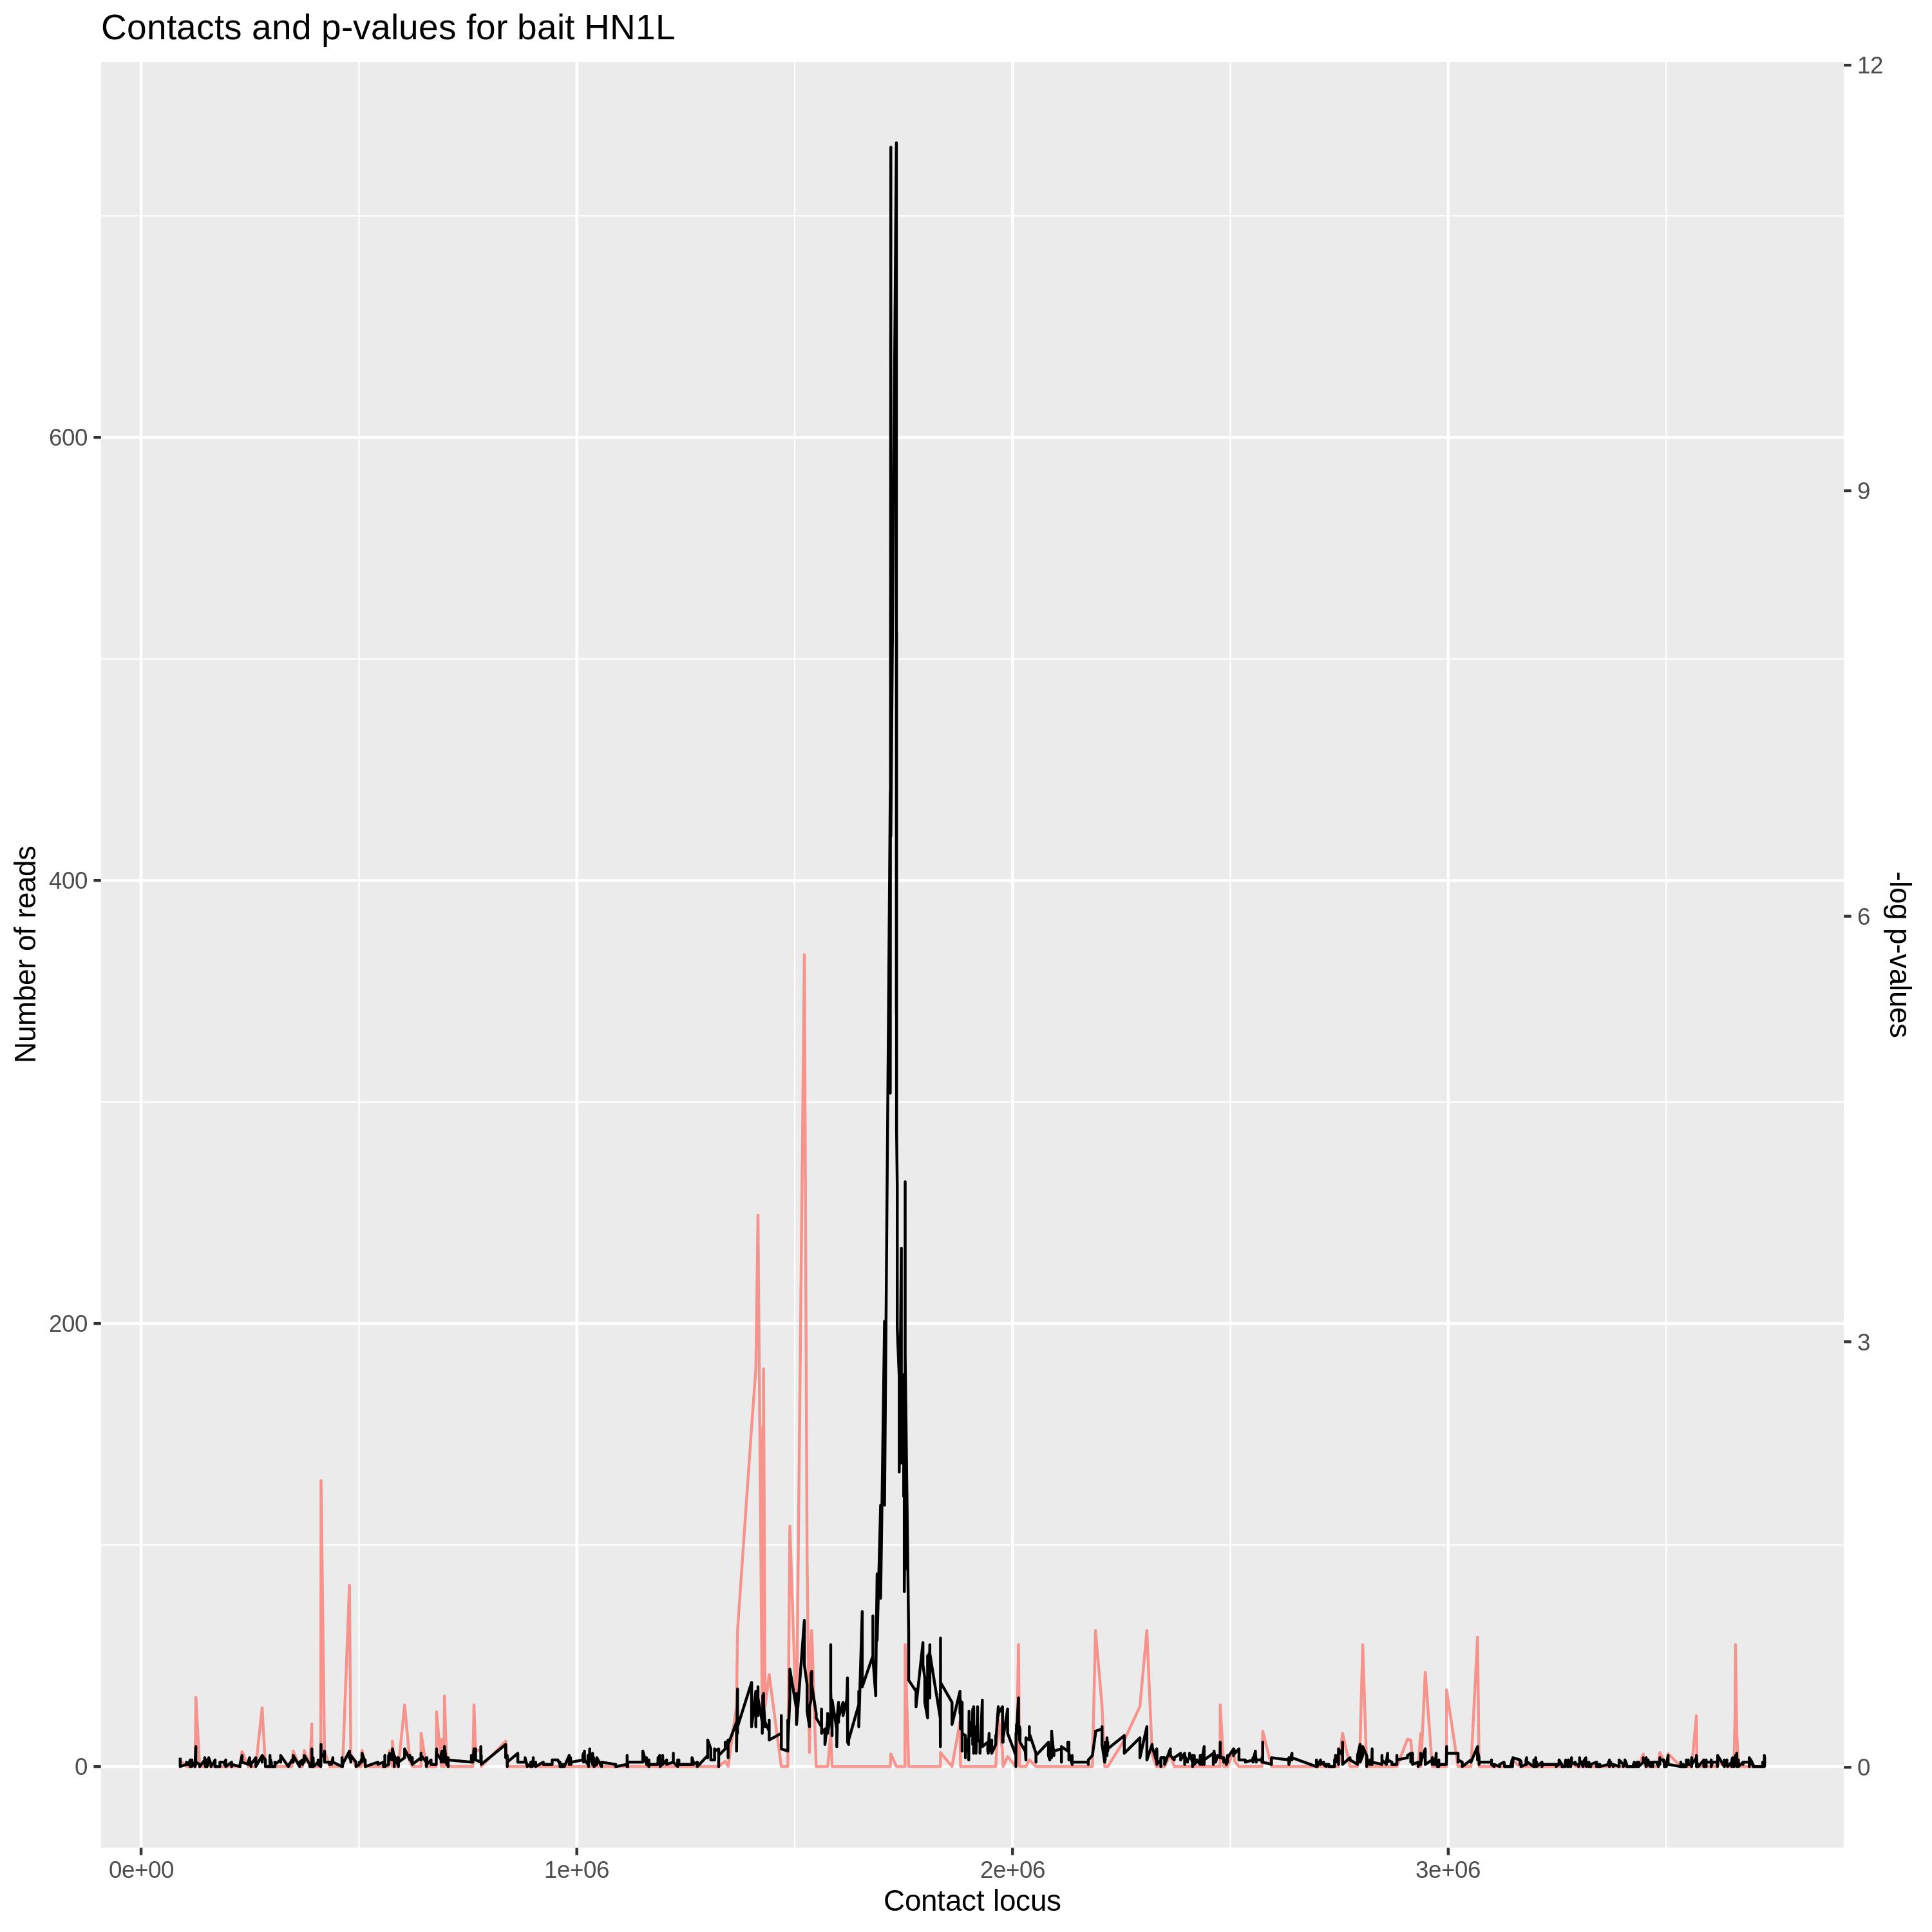 Contacts and p-values for bait HN1L
12
600
9
400
6
Number of reads
-log p-values
200
3
0
0
0e+00
1e+06
2e+06
3e+06
Contact locus